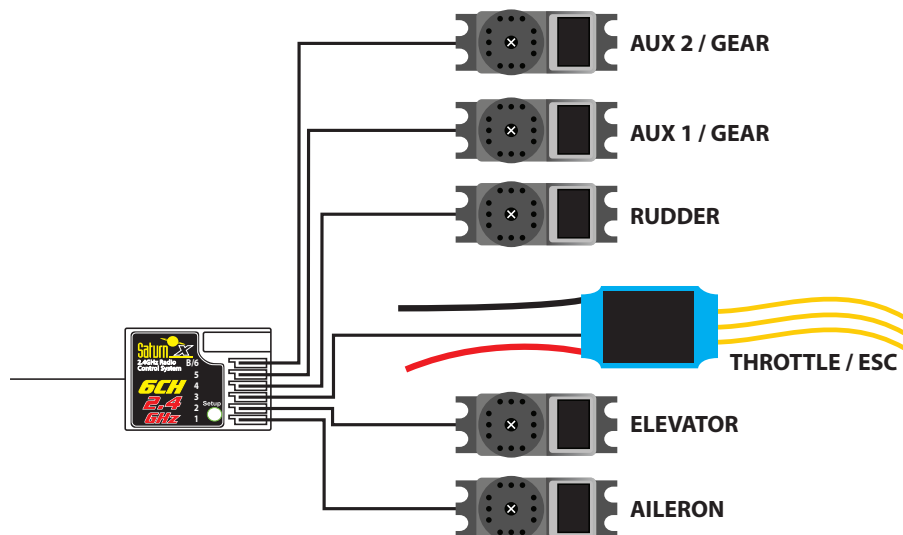 AUX 2 / GEAR
AUX 1 / GEAR
RUDDER
THROTTLE / ESC
Saturn X
2.4GHz Radio
Control System
B/6
5
6CH
4
2.4
3
GHz
Setup
2
1
ELEVATOR
AILERON